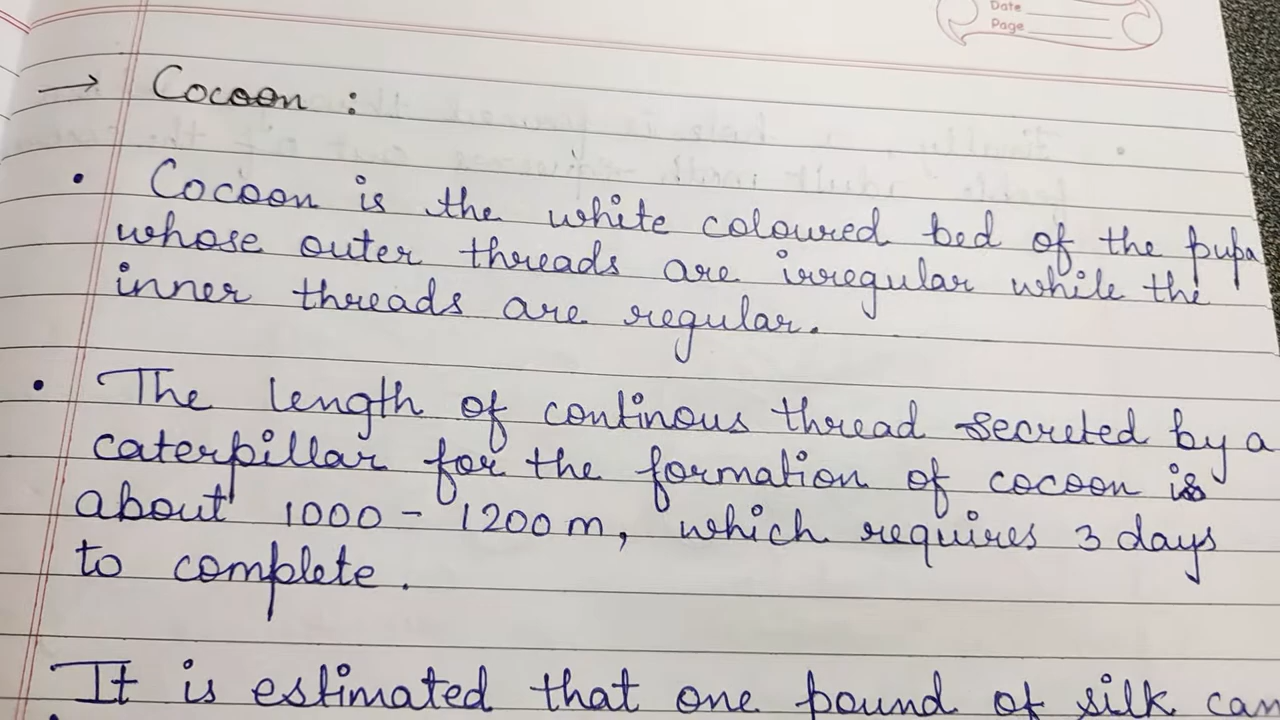 Date
Page
→ Cocoon :
• Cocoon is the white coloured bed of the pupa
whose outer threads are irregular while the
inner threads are regular.
• The length of continous thread secreted by a
caterpillar for the formation of cocoon is
about 1000 - 1200 m, which requires 3 days
to complete.
• It is estimated that one pound of silk can